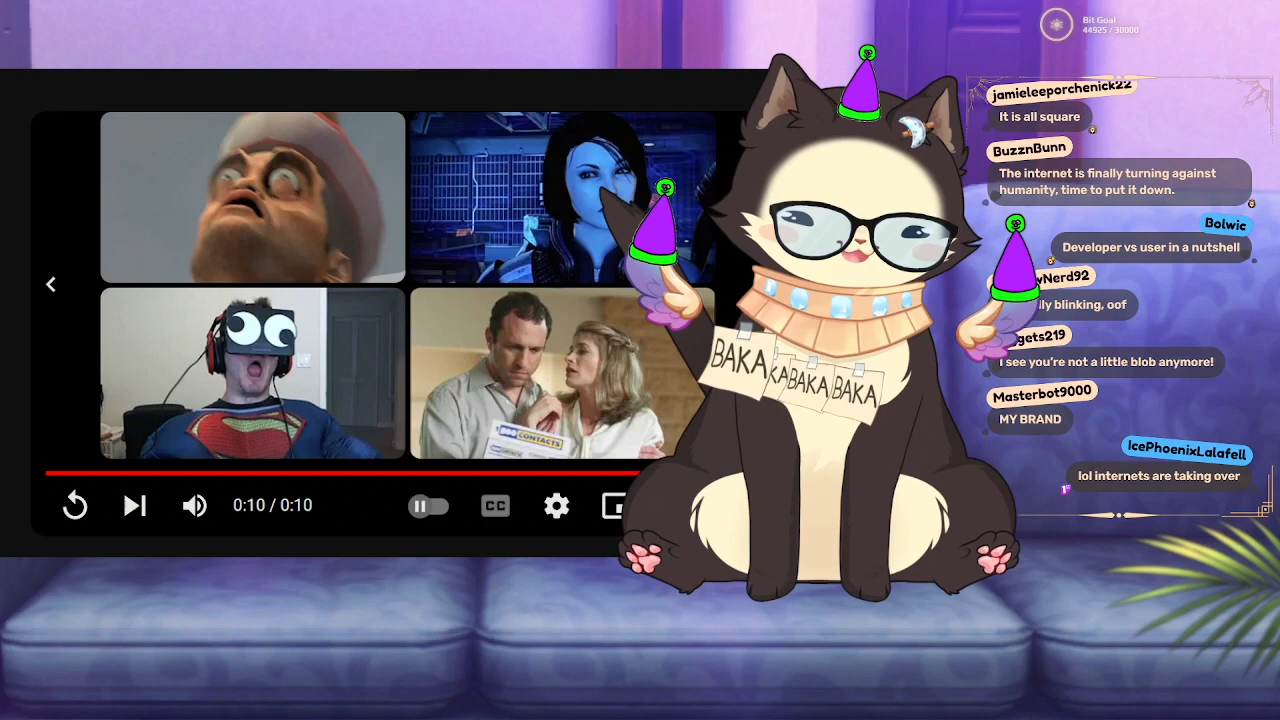 Bit Goal
44925 / 30000
jamieleeporchenick22
It is all square
BuzznBunn
The internet is finally turning against
humanity, time to put it down.
Bolwic
Developer vs user in a nutshell
Nerd92
blinking, oof
gets219
I see you're not a little blob anymore!
Masterbot9000
MY BRAND
IcePhoenixLalafell
lol internets are taking over
CONTACTS
BAKA
KA
BAKA
BAKA
0:10 / 0:10
CC